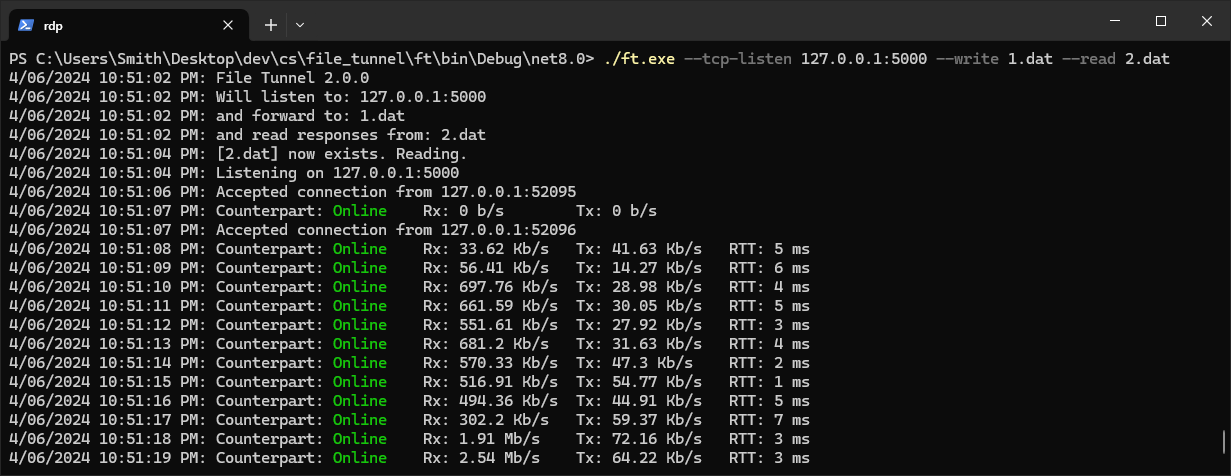 rdp
PS C:\Users\Smith\Desktop\dev\cs\file_tunnel\ft\bin\Debug\net8.0> ./ft.exe --tcp-listen 127.0.0.1:5000 --write 1.dat --read 2.dat
4/06/2024 10:51:02 PM: File Tunnel 2.0.0
4/06/2024 10:51:02 PM: Will listen to: 127.0.0.1:5000
4/06/2024 10:51:02 PM: and forward to: 1.dat
4/06/2024 10:51:02 PM: and read responses from: 2.dat
4/06/2024 10:51:04 PM: [2.dat] now exists. Reading.
4/06/2024 10:51:04 PM: Listening on 127.0.0.1:5000
4/06/2024 10:51:06 PM: Accepted connection from 127.0.0.1:52095
4/06/2024 10:51:07 PM: Counterpart: Online    Rx: 0 b/s        Tx: 0 b/s
4/06/2024 10:51:07 PM: Accepted connection from 127.0.0.1:52096
4/06/2024 10:51:08 PM: Counterpart: Online    Rx: 33.62 Kb/s   Tx: 41.63 Kb/s   RTT: 5 ms
4/06/2024 10:51:09 PM: Counterpart: Online    Rx: 56.41 Kb/s   Tx: 14.27 Kb/s   RTT: 6 ms
4/06/2024 10:51:10 PM: Counterpart: Online    Rx: 697.76 Kb/s  Tx: 28.98 Kb/s   RTT: 4 ms
4/06/2024 10:51:11 PM: Counterpart: Online    Rx: 661.59 Kb/s  Tx: 30.05 Kb/s   RTT: 5 ms
4/06/2024 10:51:12 PM: Counterpart: Online    Rx: 551.61 Kb/s  Tx: 27.92 Kb/s   RTT: 3 ms
4/06/2024 10:51:13 PM: Counterpart: Online    Rx: 681.2 Kb/s   Tx: 31.63 Kb/s   RTT: 4 ms
4/06/2024 10:51:14 PM: Counterpart: Online    Rx: 570.33 Kb/s  Tx: 47.3 Kb/s    RTT: 2 ms
4/06/2024 10:51:15 PM: Counterpart: Online    Rx: 516.91 Kb/s  Tx: 54.77 Kb/s   RTT: 1 ms
4/06/2024 10:51:16 PM: Counterpart: Online    Rx: 494.36 Kb/s  Tx: 44.91 Kb/s   RTT: 5 ms
4/06/2024 10:51:17 PM: Counterpart: Online    Rx: 302.2 Kb/s   Tx: 59.37 Kb/s   RTT: 7 ms
4/06/2024 10:51:18 PM: Counterpart: Online    Rx: 1.91 Mb/s    Tx: 72.16 Kb/s   RTT: 3 ms
4/06/2024 10:51:19 PM: Counterpart: Online    Rx: 2.54 Mb/s    Tx: 64.22 Kb/s   RTT: 3 ms